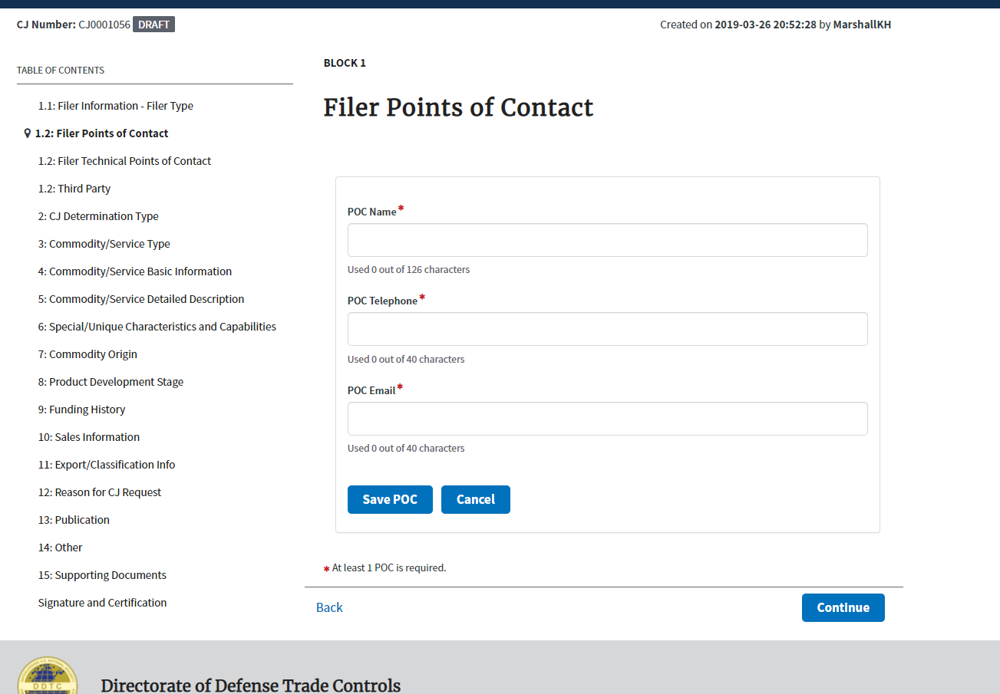 CJ Number: CJ0001056 DRAFT
Created on 2019-03-26 20:52:28 by MarshallKH
TABLE OF CONTENTS
1.1: Filer Information - Filer Type
1.2: Filer Points of Contact
1.2: Filer Technical Points of Contact
1.2: Third Party
2: CJ Determination Type
3: Commodity/Service Type
4: Commodity/Service Basic Information
5: Commodity/Service Detailed Description
6: Special/Unique Characteristics and Capabilities
7: Commodity Origin
8: Product Development Stage
9: Funding History
10: Sales Information
11: Export/Classification Info
12: Reason for CJ Request
13: Publication
14: Other
15: Supporting Documents
Signature and Certification
BLOCK 1
Filer Points of Contact
POC Name*
Used 0 out of 126 characters
POC Telephone*
Used 0 out of 40 characters
POC Email*
Used 0 out of 40 characters
Save POC Cancel
* At least 1 POC is required.
Back Continue
DDTC
Directorate of Defense Trade Controls